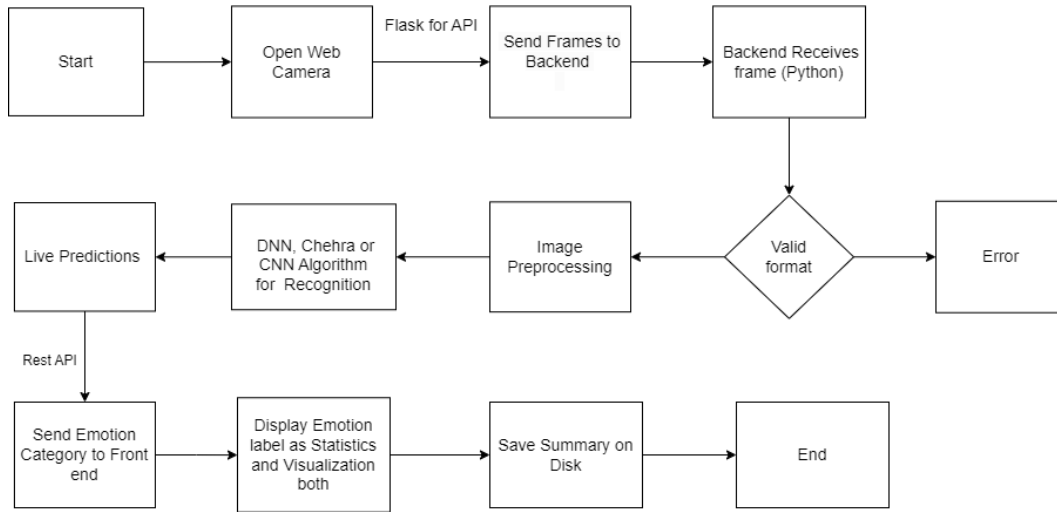 Start
Open Web
Camera
Flask for API
Send Frames to
Backend
Backend Receives
frame (Python)
Live Predictions
DNN, Chehra or
CNN Algorithm
for Recognition
Image
Preprocessing
Valid
format
Error
Rest API
Send Emotion
Category to Front
end
Display Emotion
label as Statistics
and Visualization
both
Save Summary on
Disk
End